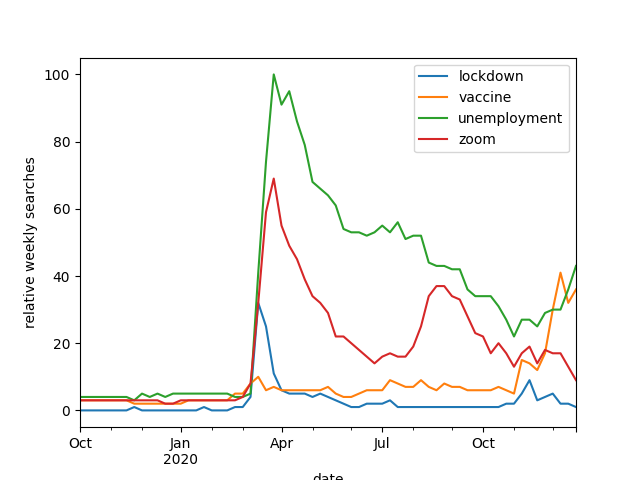 lockdown
vaccine
unemployment
zoom
relative weekly searches
100
80
60
40
20
0
Oct
Jan
2020
Apr
Jul
Oct
date